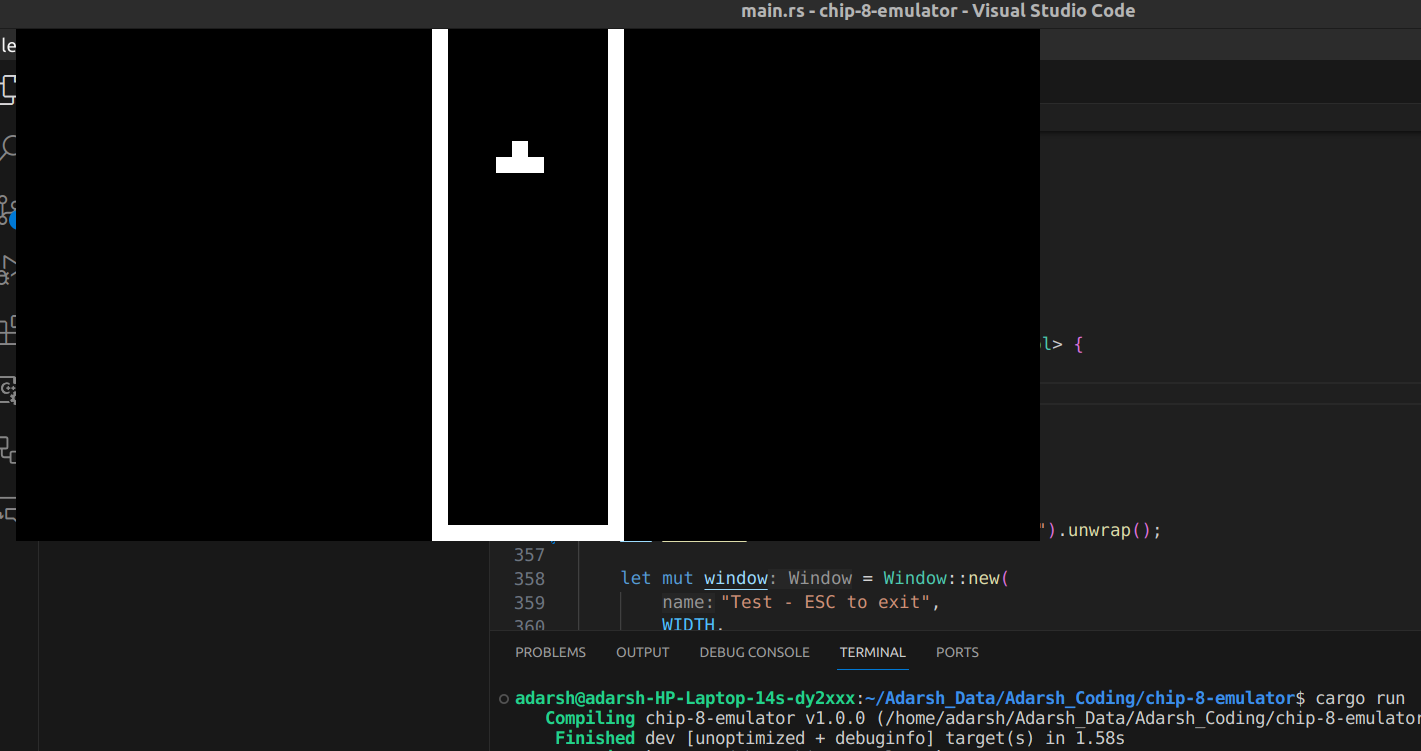 main.rs - chip-8-emulator - Visual Studio Code
le
l> {
").unwrap();
357
358 let mut window: Window = Window::new(
359 name: "Test - ESC to exit",
360 WIDTH,
PROBLEMS OUTPUT DEBUG CONSOLE TERMINAL PORTS
adarsh@adarsh-HP-Laptop-14s-dy2xxx:~/Adarsh_Data/Adarsh_Coding/chip-8-emulator$ cargo run
Compiling chip-8-emulator v1.0.0 (/home/adarsh/Adarsh_Data/Adarsh_Coding/chip-8-emulator
Finished dev [unoptimized + debuginfo] target(s) in 1.58s